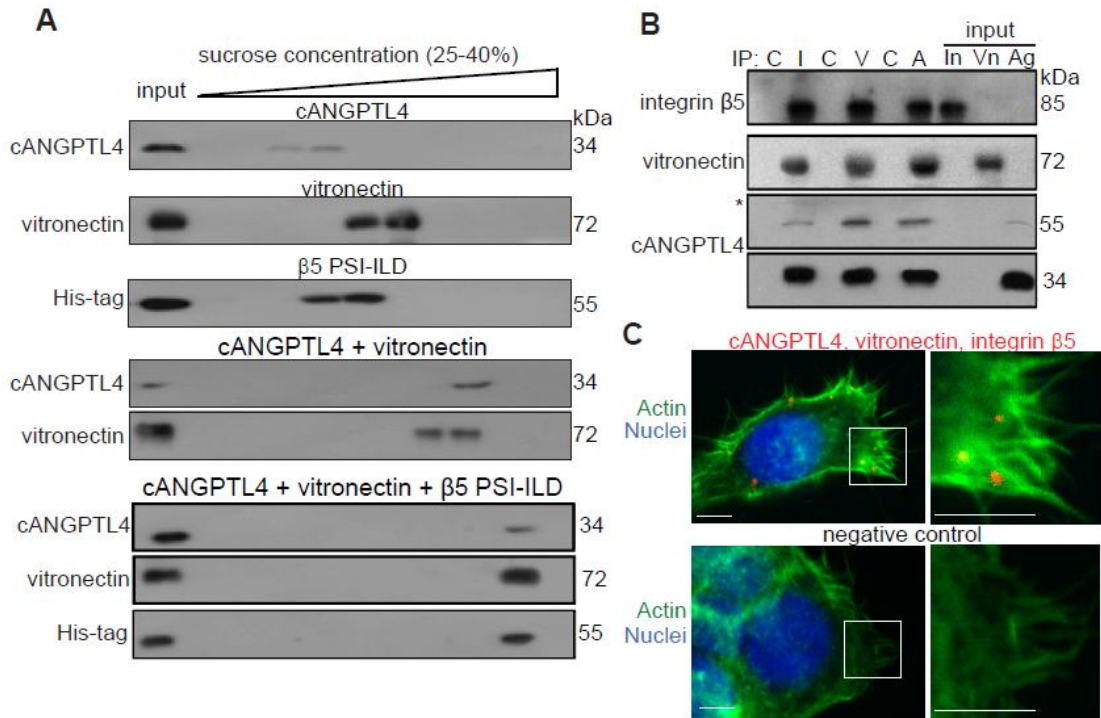 A
sucrose concentration (25-40%)
input
cANGPTL4
kDa
cANGPTL4
34
vitronectin
vitronectin
72
β5 PSI-ILD
His-tag
55
cANGPTL4 + vitronectin
cANGPTL4
34
vitronectin
72
cANGPTL4 + vitronectin + β5 PSI-ILD
cANGPTL4
34
vitronectin
72
His-tag
55
B
input
IP: C I C V C A In Vn Ag
kDa
integrin β5
85
vitronectin
72
*
55
cANGPTL4
34
C
cANGPTL4, vitronectin, integrin β5
Actin
Nuclei
negative control
Actin
Nuclei